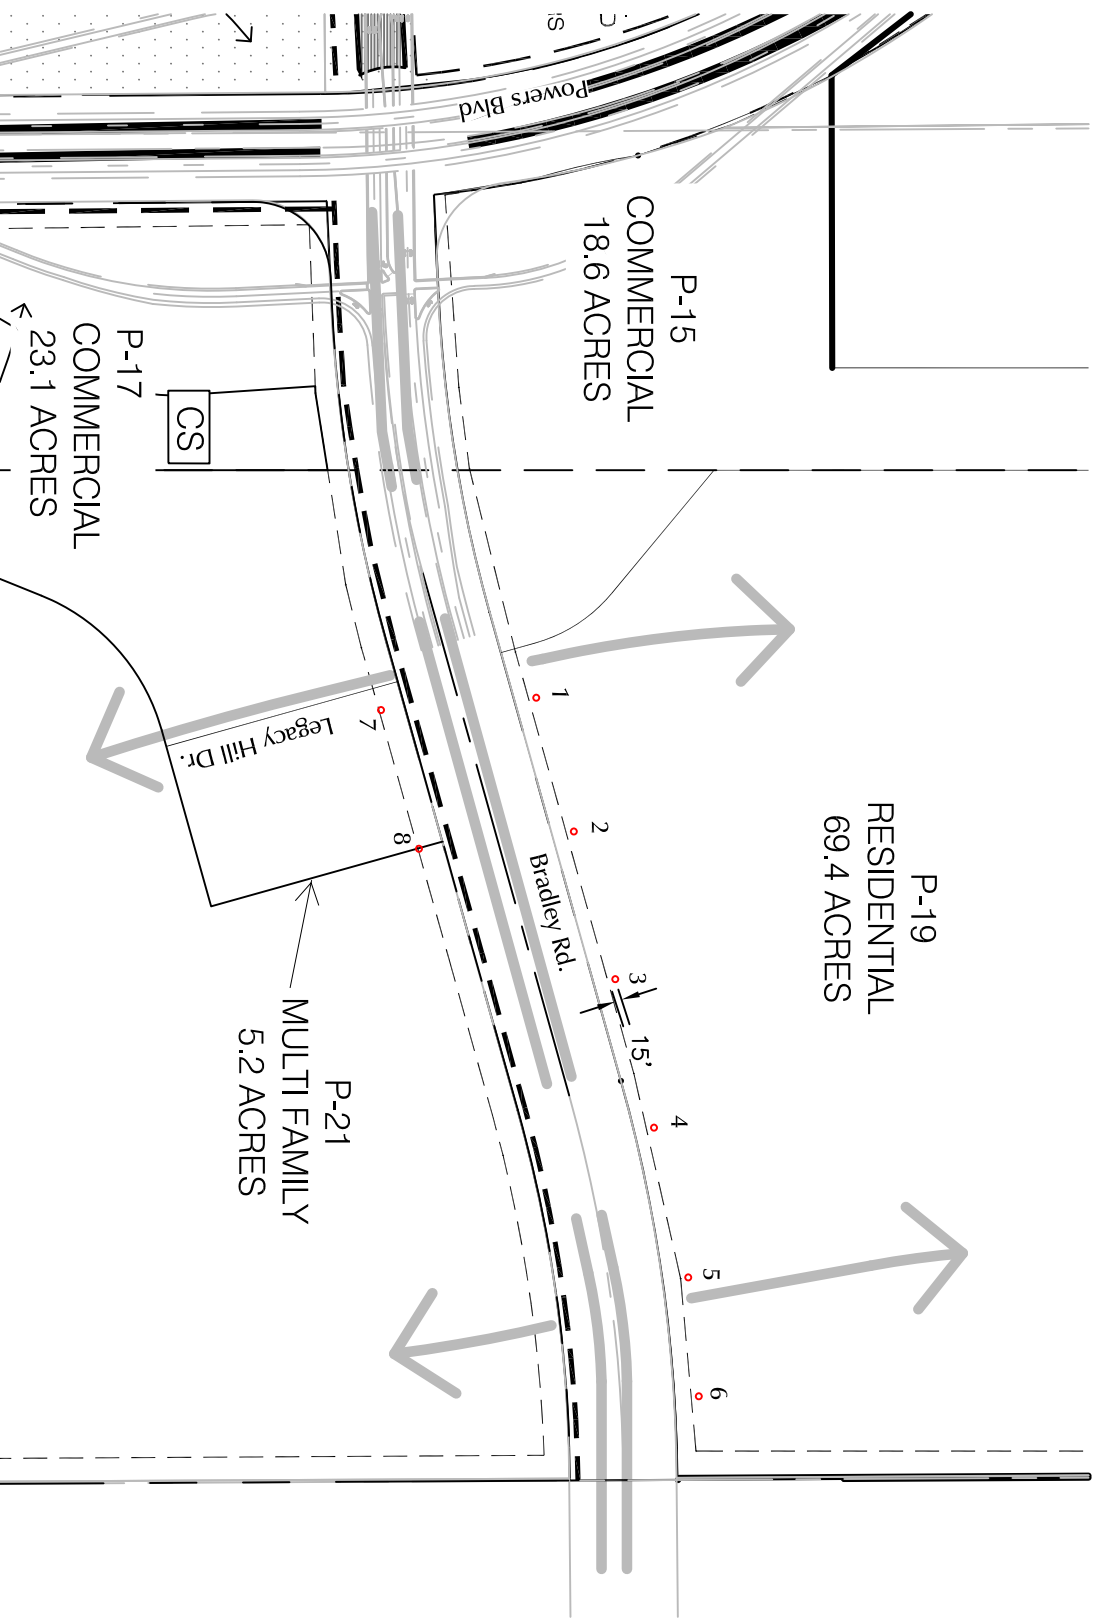 Powers Blvd
P-15
COMMERCIAL
18.6 ACRES
P-17
COMMERCIAL
23.1 ACRES
CS
1
2
3
4
5
6
7
8
Legacy Hill Dr.
Bradley Rd.
15'
P-19
RESIDENTIAL
69.4 ACRES
P-21
MULTI FAMILY
5.2 ACRES